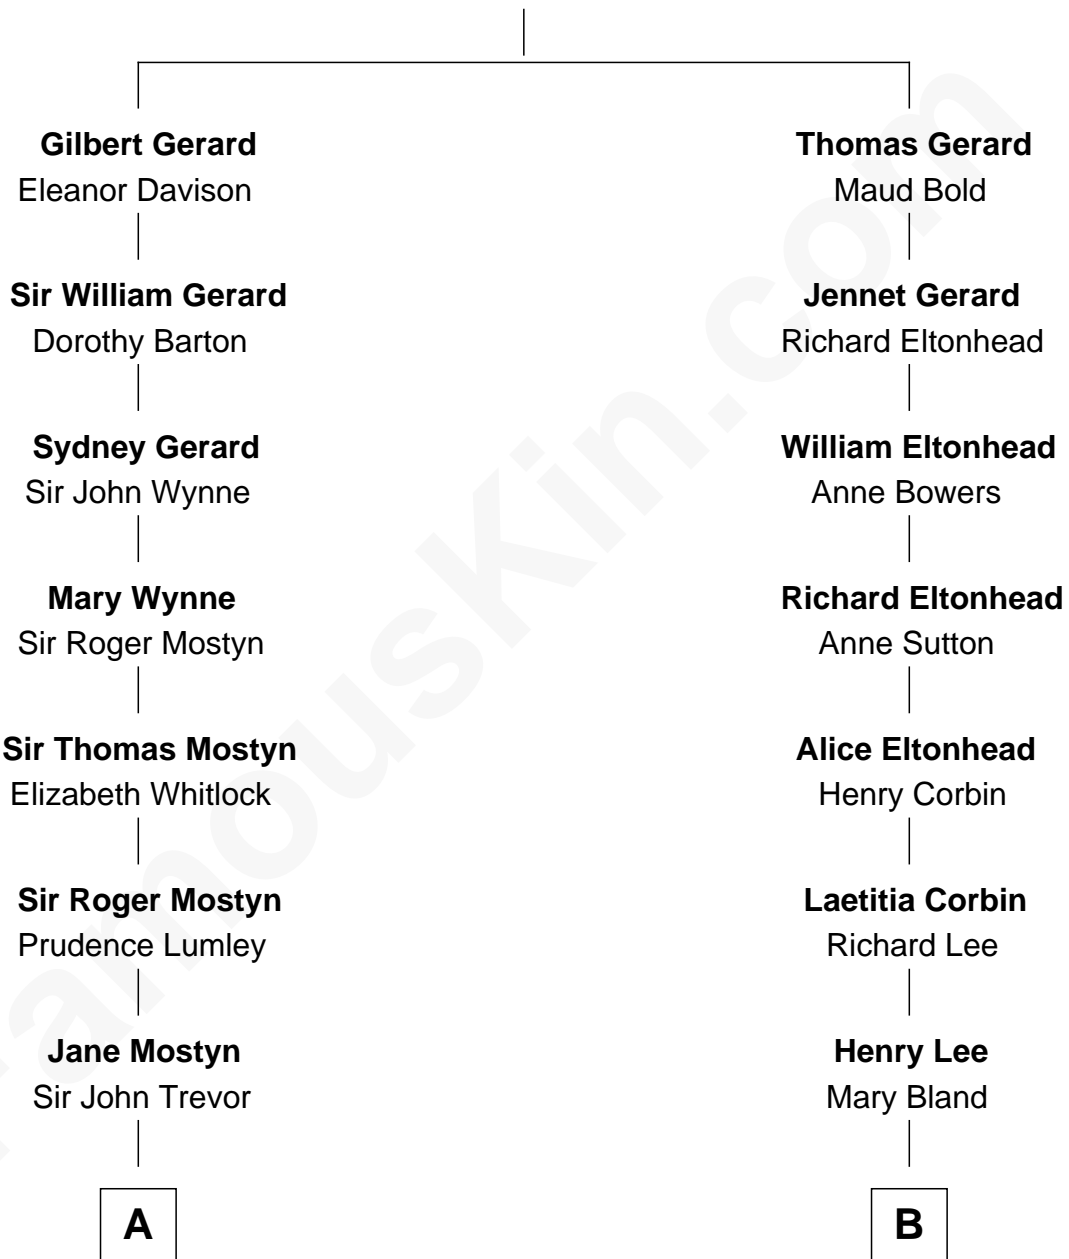 Gilbert Gerard
Eleanor Davison
Sir William Gerard
Dorothy Barton
Sydney Gerard
Sir John Wynne
Mary Wynne
Sir Roger Mostyn
Sir Thomas Mostyn
Elizabeth Whitlock
Sir Roger Mostyn
Prudence Lumley
Jane Mostyn
Sir John Trevor
A
Thomas Gerard
Maud Bold
Jennet Gerard
Richard Eltonhead
William Eltonhead
Anne Bowers
Richard Eltonhead
Anne Sutton
Alice Eltonhead
Henry Corbin
Laetitia Corbin
Richard Lee
Henry Lee
Mary Bland
B
FamousKin.com